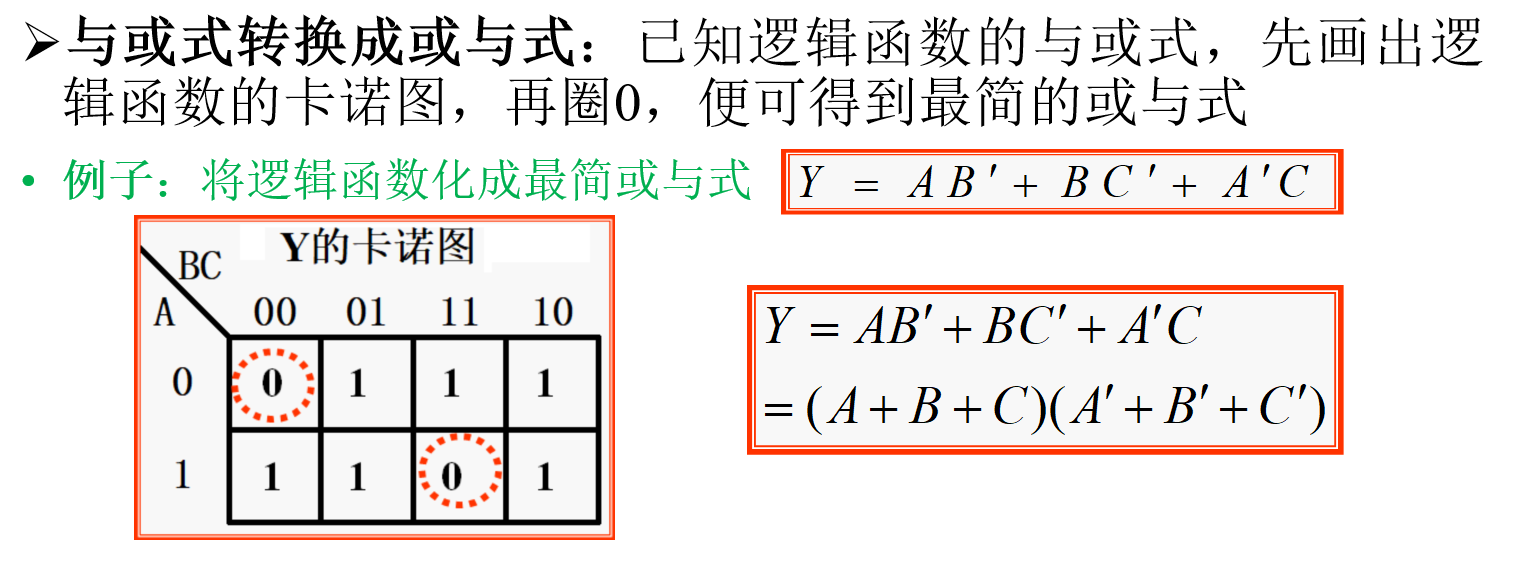 ➢与或式转换成或与式：已知逻辑函数的与或式，先画出逻
辑函数的卡诺图，再圈0，便可得到最简的或与式
• 例子：将逻辑函数化成最简或与式
Y = AB′ + BC′ + A′C
Y的卡诺图
BC
A 00 01 11 10
0 0 1 1 1
1 1 1 0 1
Y = AB′ + BC′ + A′C
= (A + B + C)(A′ + B′ + C′)